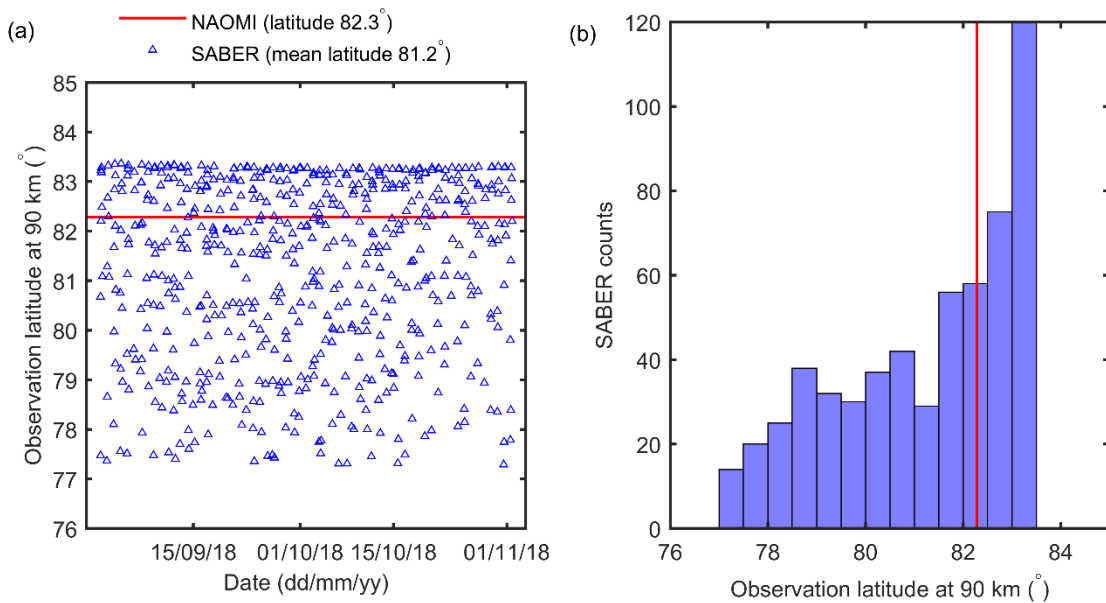 (a)
NAOMI (latitude 82.3°)
SABER (mean latitude 81.2°)
85
84
83
82
81
80
79
78
77
76
Observation latitude at 90 km (°)
15/09/18 01/10/18 15/10/18 01/11/18
Date (dd/mm/yy)
(b)
120
100
80
60
40
20
0
SABER counts
76 78 80 82 84
Observation latitude at 90 km (°)